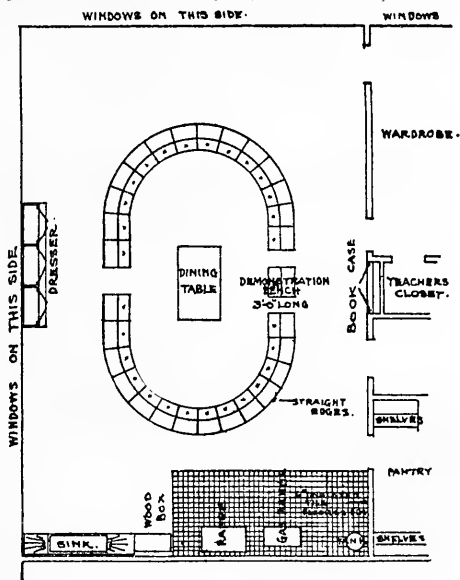 WINDOWS ON THIS SIDE.
WINDOWS
WARDROBE.
WINDOWS ON THIS SIDE
DRESSER.
DINING
TABLE
DEMONSTRATION
BENCH
3'-0" LONG
BOOK CASE
TEACHERS
CLOSET.
STRAIGHT
EDGES.
SHELVES
PANTRY
WOOD
BOX
SINK.
RANGE
GAS RANGE
TANK
SHELVES